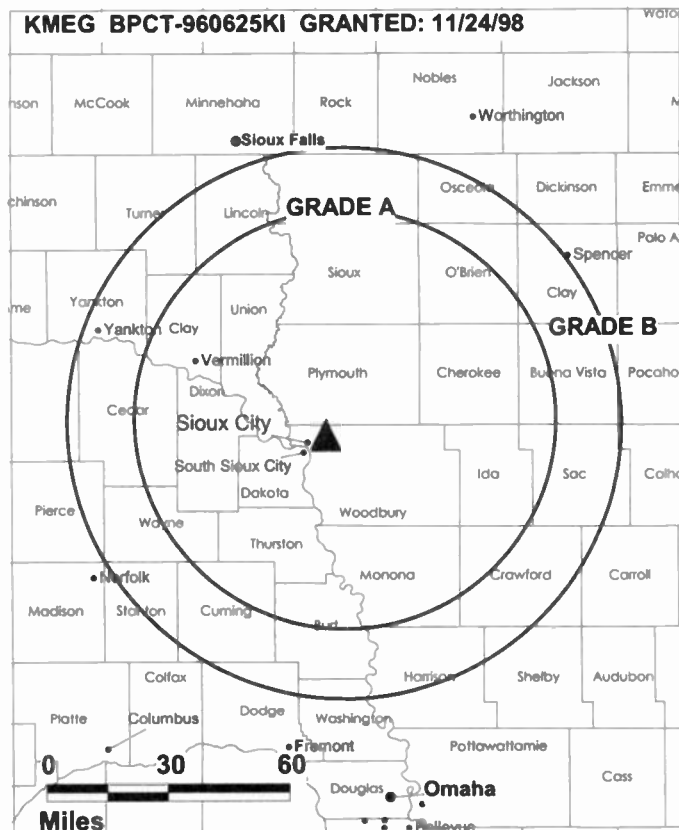 KMEG BPCT-960625KI GRANTED: 11/24/98
Nobles
Jackson
McCook
Minnehaha
Rock
Worthington
Sioux Falls
Osceola
Dickinson
Turner
Lincoln
GRADE A
Palo A
Sioux
O'Brien
Spencer
Clay
Yankton
Union
GRADE B
Yankton
Clay
Vermillion
Plymouth
Cherokee
Buena Vista
Pocaho
Dixon
Cedar
Sioux City
South Sioux City
Ida
Sac
Dakota
Pierce
Woodbury
Wayne
Thurston
Monona
Crawford
Carroll
Norfolk
Madison
Stanton
Cuming
Burt
Harrison
Shelby
Audubon
Colfax
Platte
Columbus
Dodge
Washington
Fremont
Pottawattamie
0 30 60
Cass
Douglas
Omaha
Miles
Bellevue